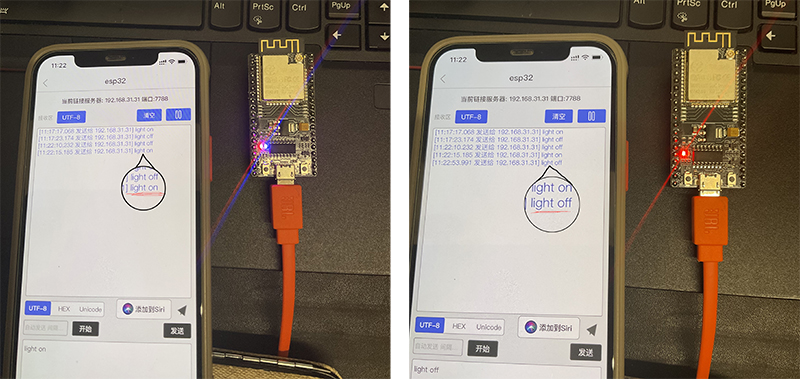 Alt
PrtSc
Ctrl
PgUp
11:22
esp32
当前链接服务器: 192.168.31.31 端口:7788
接收区
UTF-8
清空
[11:17:17.068 发送给 192.168.31.31] light on
[11:17:23.174 发送给 192.168.31.31] light off
[11:22:10.232 发送给 192.168.31.31] light off
[11:22:15.165 发送给 192.168.31.31] light on
] light off
] light on
UTF-8
HEX
Unicode
添加到Siri
自动发送 间隔...
开始
发送
light on
Alt
PrtSc
Ctrl
PgUp
11:22
esp32
当前链接服务器: 192.168.31.31 端口:7788
接收区
UTF-8
清空
[11:17:17.068 发送给 192.168.31.31] light on
[11:17:23.174 发送给 192.168.31.31] light off
[11:22:10.232 发送给 192.168.31.31] light off
[11:22:15.165 发送给 192.168.31.31] light on
[11:22:53.991 发送给 192.168.31.31] light off
light on
] light off
UTF-8
HEX
Unicode
添加到Siri
自动发送 间隔...
开始
发送
light off